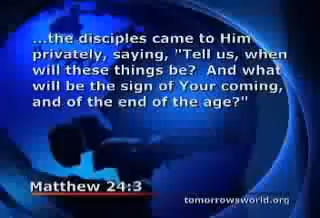 ...the disciples came to Him
privately, saying, "Tell us, when
will these things be?  And what
will be the sign of Your coming,
and of the end of the age?"
Matthew 24:3
tomorrowsworld.org